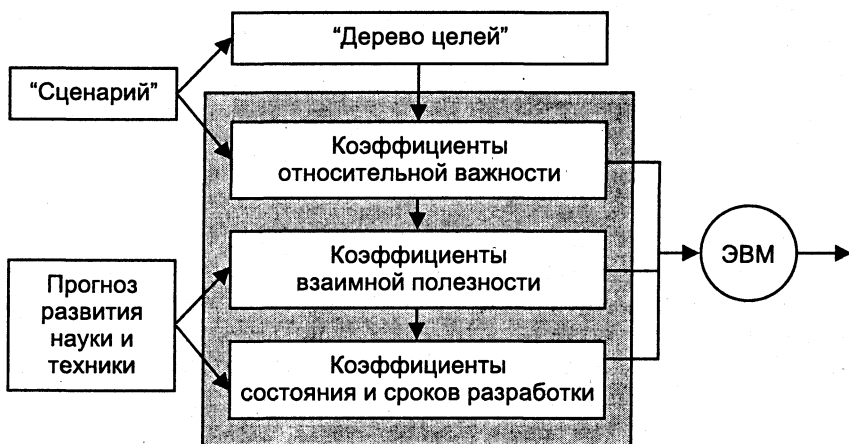 “Дерево целей”
“Сценарий”
Коэффициенты
относительной важности
Коэффициенты
взаимной полезности
ЭВМ
Прогноз
развития
науки и
техники
Коэффициенты
состояния и сроков разработки